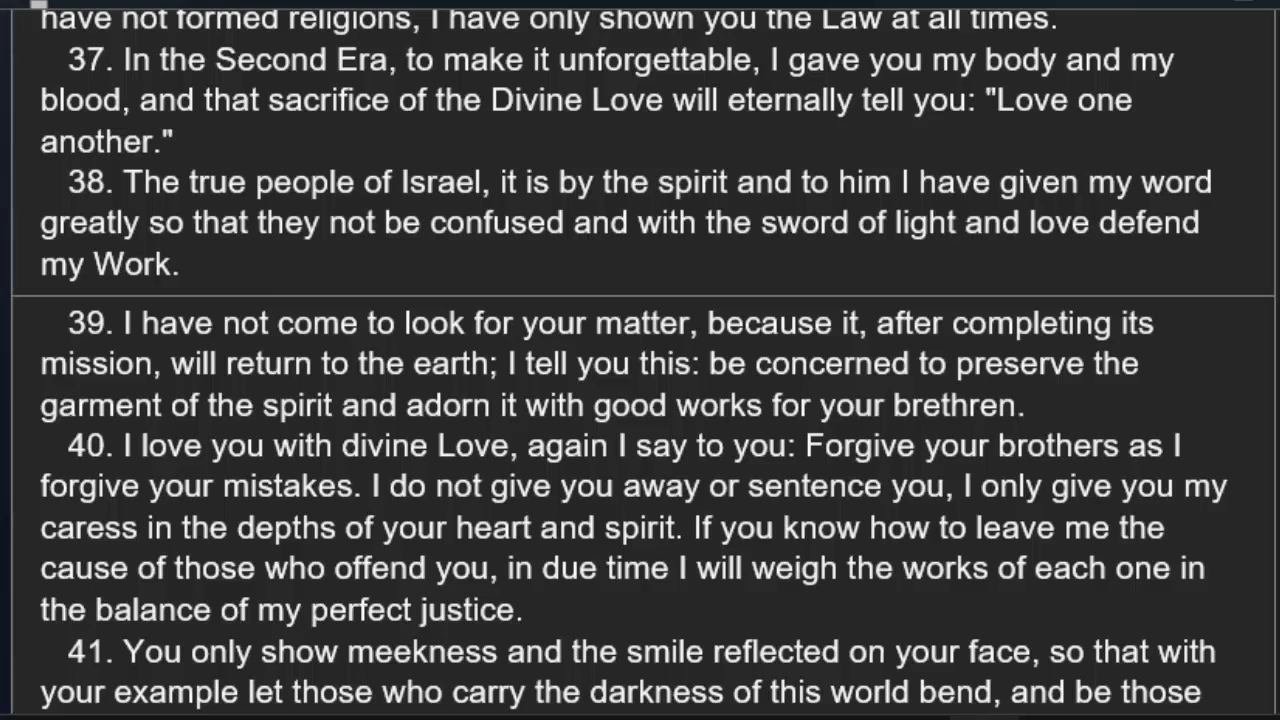 have not formed religions, I have only shown you the Law at all times.
37. In the Second Era, to make it unforgettable, I gave you my body and my
blood, and that sacrifice of the Divine Love will eternally tell you: "Love one
another."
38. The true people of Israel, it is by the spirit and to him I have given my word
greatly so that they not be confused and with the sword of light and love defend
my Work.
39. I have not come to look for your matter, because it, after completing its
mission, will return to the earth; I tell you this: be concerned to preserve the
garment of the spirit and adorn it with good works for your brethren.
40. I love you with divine Love, again I say to you: Forgive your brothers as I
forgive your mistakes. I do not give you away or sentence you, I only give you my
caress in the depths of your heart and spirit. If you know how to leave me the
cause of those who offend you, in due time I will weigh the works of each one in
the balance of my perfect justice.
41. You only show meekness and the smile reflected on your face, so that with
your example let those who carry the darkness of this world bend, and be those